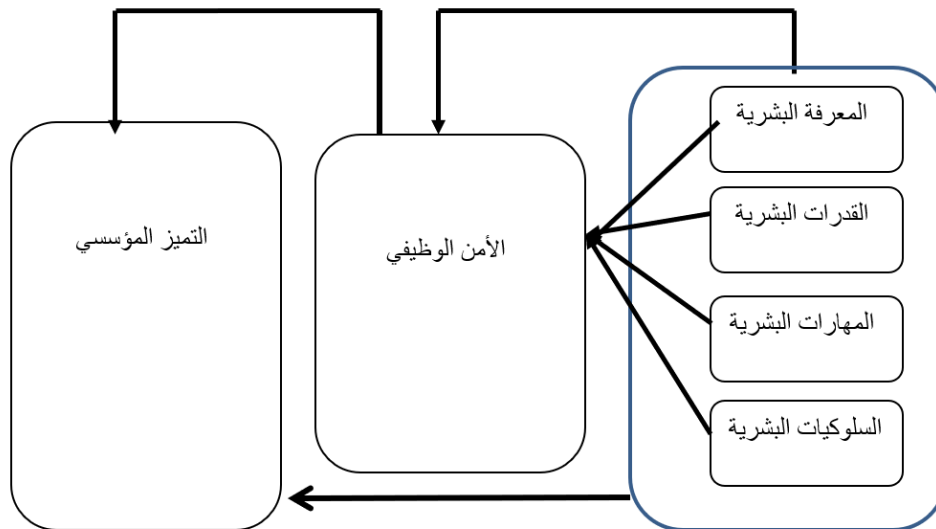 المعرفة البشرية
القدرات البشرية
المهارات البشرية
السلوكيات البشرية
الأمن الوظيفي
التميز المؤسسي